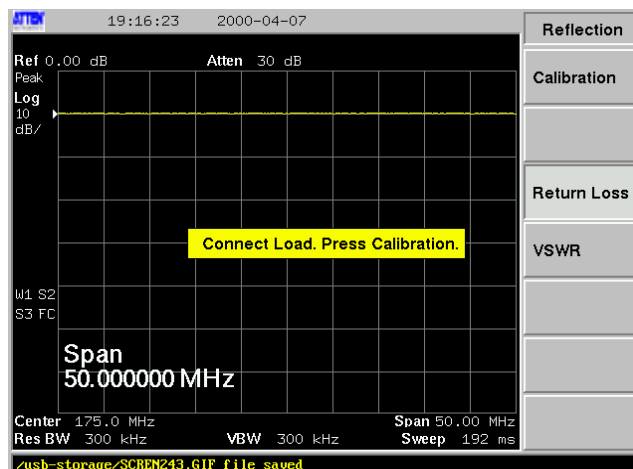 ATTEN 19:16:23 2000-04-07
Reflection
Ref 0.00 dB Atten 30 dB
Peak
Log
10
dB/
Calibration
Return Loss
Connect Load. Press Calibration.
VSWR
W1 S2
S3 FC
Span
50.000000 MHz
Center 175.0 MHz Span 50.00 MHz
Res BW 300 kHz VBW 300 kHz Sweep 192 ms
/usb-storage/SCREN243.GIF file saved